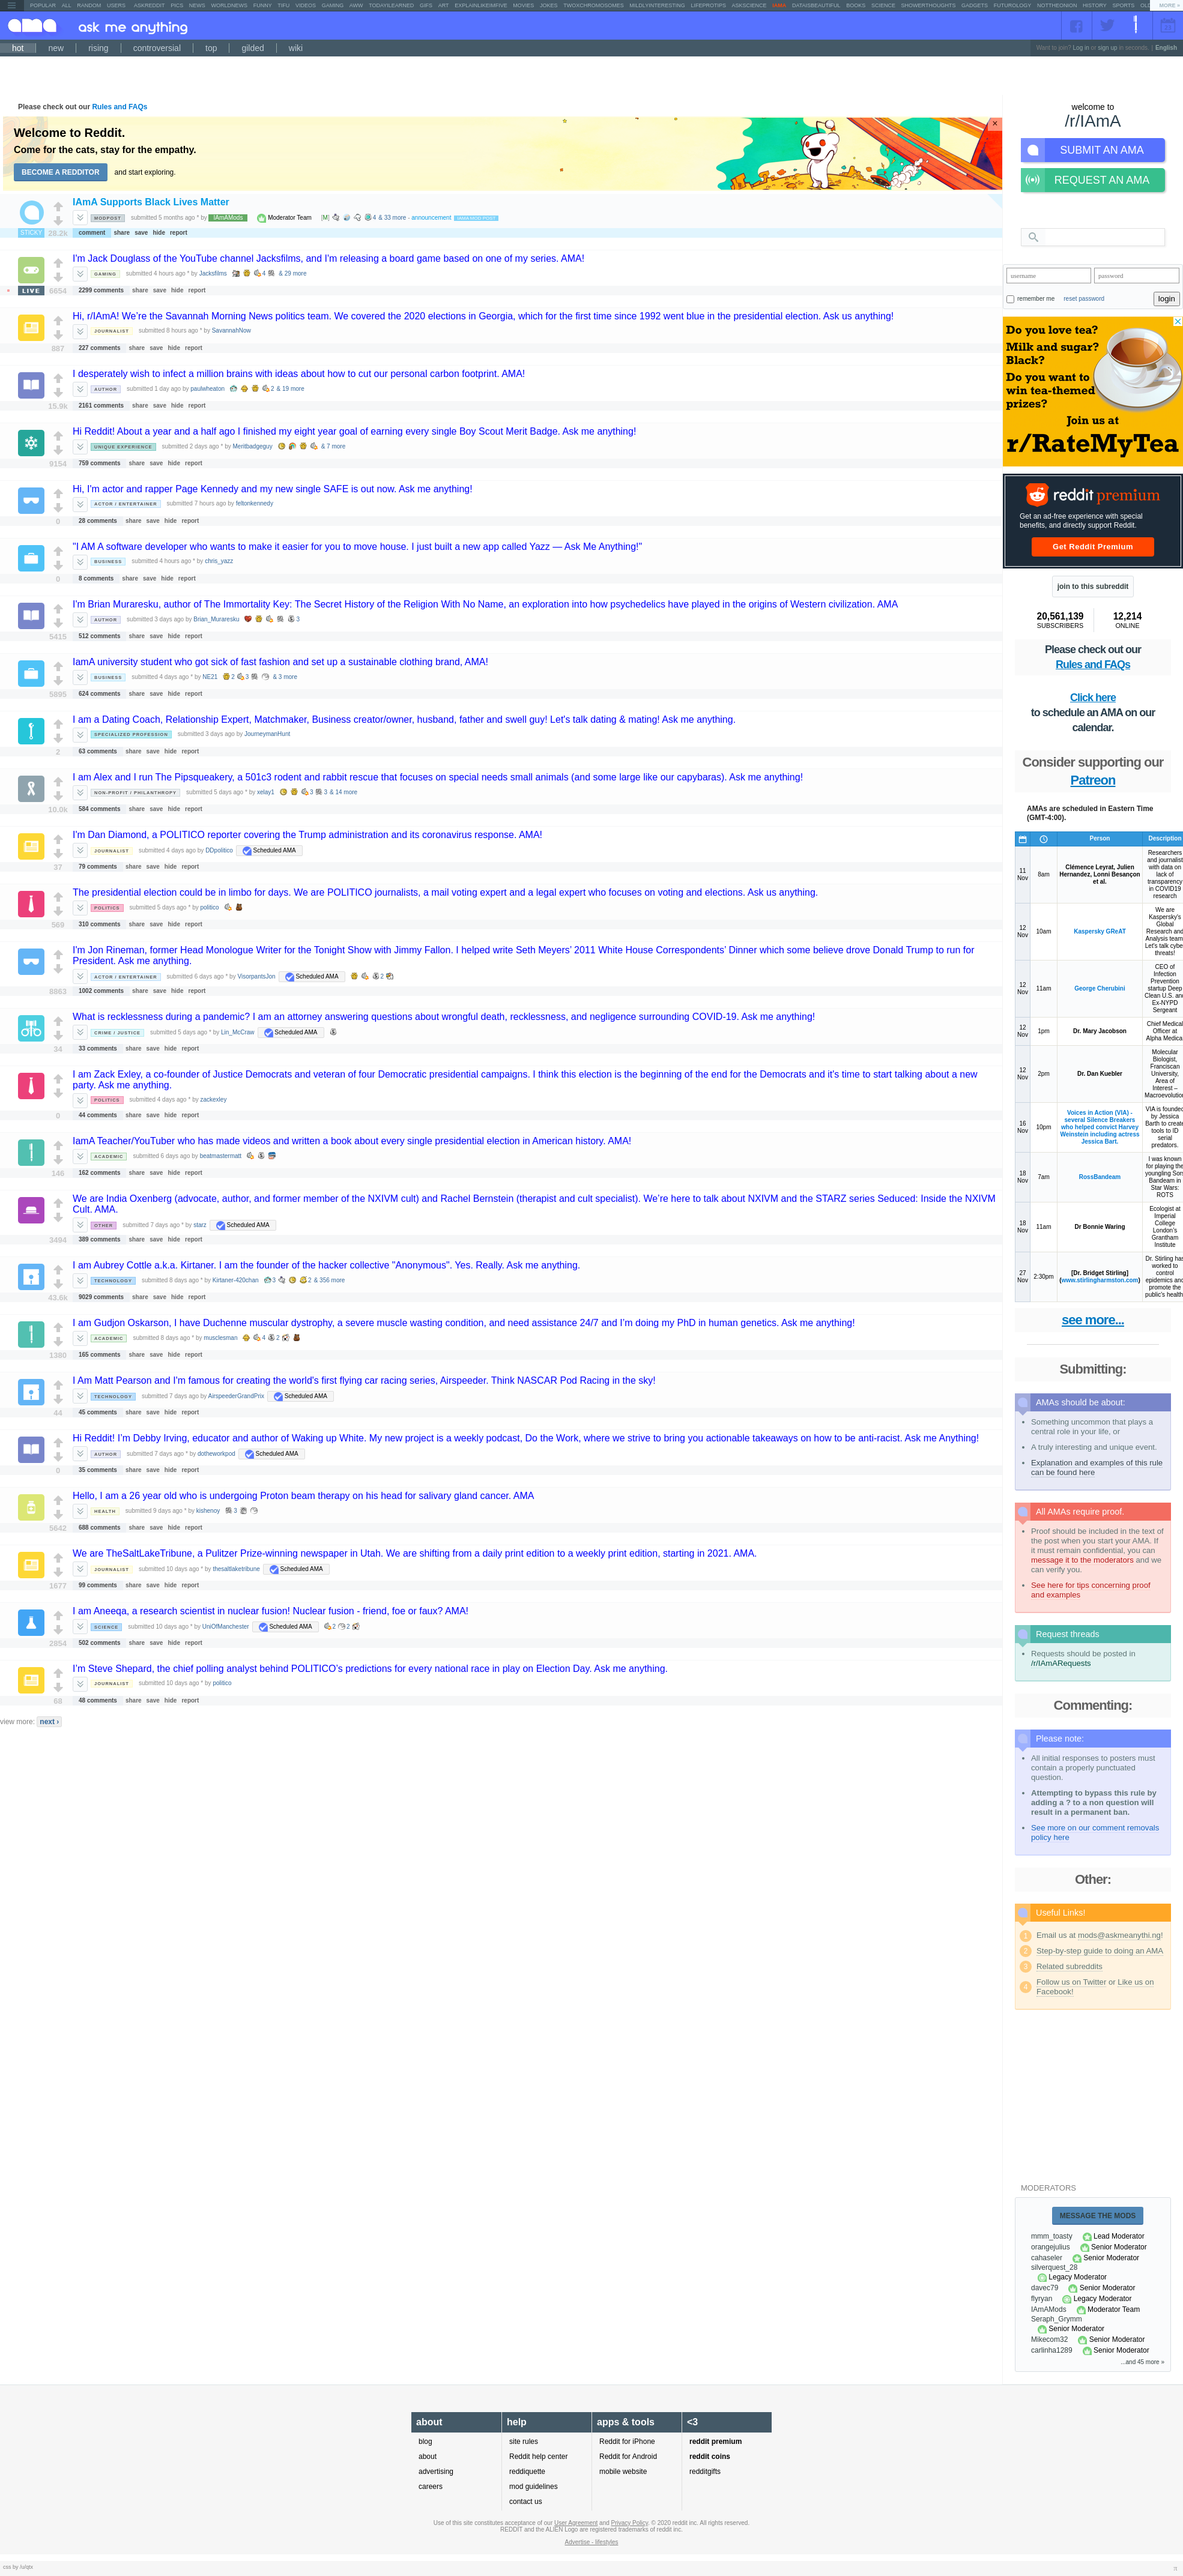 POPULAR ALL RANDOM USERS ASKREDDIT PICS NEWS WORLDNEWS FUNNY TIFU VIDEOS GAMING AWW TODAYILEARNED GIFS ART EXPLAINLIKEIMFIVE MOVIES JOKES TWOXCHROMOSOMES MILDLYINTERESTING LIFEPROTIPS ASKSCIENCE IAMA DATAISBEAUTIFUL BOOKS SCIENCE SHOWERTHOUGHTS GADGETS FUTUROLOGY NOTTHEONION HISTORY SPORTS OL MORE »
ama ask me anything
hot new rising controversial top gilded wiki
Want to join? Log in or sign up in seconds. | English
Please check out our Rules and FAQs
Welcome to Reddit.
Come for the cats, stay for the empathy.
BECOME A REDDITOR and start exploring.
IAmA Supports Black Lives Matter
MODPOST submitted 5 months ago * by IAmAMods Moderator Team [M] 4 & 33 more - announcement
STICKY 28.2k comment share save hide report
I'm Jack Douglass of the YouTube channel Jacksfilms, and I'm releasing a board game based on one of my series. AMA!
GAMING submitted 4 hours ago * by Jacksfilms 4 & 29 more
LIVE 6654 2299 comments share save hide report
Hi, r/IAmA! We're the Savannah Morning News politics team. We covered the 2020 elections in Georgia, which for the first time since 1992 went blue in the presidential election. Ask us anything!
JOURNALIST submitted 8 hours ago * by SavannahNow
887 227 comments share save hide report
I desperately wish to infect a million brains with ideas about how to cut our personal carbon footprint. AMA!
AUTHOR submitted 1 day ago by paulwheaton 2 & 19 more
15.9k 2161 comments share save hide report
Hi Reddit! About a year and a half ago I finished my eight year goal of earning every single Boy Scout Merit Badge. Ask me anything!
UNIQUE EXPERIENCE submitted 2 days ago * by Meritbadgeguy & 7 more
9154 759 comments share save hide report
Hi, I'm actor and rapper Page Kennedy and my new single SAFE is out now. Ask me anything!
ACTOR / ENTERTAINER submitted 7 hours ago by feltonkennedy
0 28 comments share save hide report
"I AM A software developer who wants to make it easier for you to move house. I just built a new app called Yazz — Ask Me Anything!"
BUSINESS submitted 4 hours ago * by chris_yazz
0 8 comments share save hide report
I'm Brian Muraresku, author of The Immortality Key: The Secret History of the Religion With No Name, an exploration into how psychedelics have played in the origins of Western civilization. AMA
AUTHOR submitted 3 days ago by Brian_Muraresku 3
5415 512 comments share save hide report
IamA university student who got sick of fast fashion and set up a sustainable clothing brand, AMA!
BUSINESS submitted 4 days ago * by NE21 2 3 & 3 more
5895 624 comments share save hide report
I am a Dating Coach, Relationship Expert, Matchmaker, Business creator/owner, husband, father and swell guy! Let's talk dating & mating! Ask me anything.
SPECIALIZED PROFESSION submitted 3 days ago by JourneymanHunt
2 63 comments share save hide report
I am Alex and I run The Pipsqueakery, a 501c3 rodent and rabbit rescue that focuses on special needs small animals (and some large like our capybaras). Ask me anything!
NON-PROFIT / PHILANTHROPY submitted 5 days ago * by xelay1 3 3 & 14 more
10.0k 584 comments share save hide report
I'm Dan Diamond, a POLITICO reporter covering the Trump administration and its coronavirus response. AMA!
JOURNALIST submitted 4 days ago by DDpolitico Scheduled AMA
37 79 comments share save hide report
The presidential election could be in limbo for days. We are POLITICO journalists, a mail voting expert and a legal expert who focuses on voting and elections. Ask us anything.
POLITICS submitted 5 days ago * by politico
569 310 comments share save hide report
I'm Jon Rineman, former Head Monologue Writer for the Tonight Show with Jimmy Fallon. I helped write Seth Meyers' 2011 White House Correspondents' Dinner which some believe drove Donald Trump to run for
President. Ask me anything.
ACTOR / ENTERTAINER submitted 6 days ago * by VisorpantsJon Scheduled AMA 2
8863 1002 comments share save hide report
What is recklessness during a pandemic? I am an attorney answering questions about wrongful death, recklessness, and negligence surrounding COVID-19. Ask me anything!
CRIME / JUSTICE submitted 5 days ago * by Lin_McCraw Scheduled AMA
34 33 comments share save hide report
I am Zack Exley, a co-founder of Justice Democrats and veteran of four Democratic presidential campaigns. I think this election is the beginning of the end for the Democrats and it's time to start talking about a new
party. Ask me anything.
POLITICS submitted 4 days ago * by zackexley
0 44 comments share save hide report
IamA Teacher/YouTuber who has made videos and written a book about every single presidential election in American history. AMA!
ACADEMIC submitted 6 days ago by beatmastermatt
146 162 comments share save hide report
We are India Oxenberg (advocate, author, and former member of the NXIVM cult) and Rachel Bernstein (therapist and cult specialist). We're here to talk about NXIVM and the STARZ series Seduced: Inside the NXIVM
Cult. AMA.
OTHER submitted 7 days ago * by starz Scheduled AMA
3494 389 comments share save hide report
I am Aubrey Cottle a.k.a. Kirtaner. I am the founder of the hacker collective "Anonymous". Yes. Really. Ask me anything.
TECHNOLOGY submitted 8 days ago * by Kirtaner-420chan 3 2 & 356 more
43.6k 9029 comments share save hide report
I am Gudjon Oskarson, I have Duchenne muscular dystrophy, a severe muscle wasting condition, and need assistance 24/7 and I'm doing my PhD in human genetics. Ask me anything!
ACADEMIC submitted 8 days ago * by musclesman 4 2
1380 165 comments share save hide report
I Am Matt Pearson and I'm famous for creating the world's first flying car racing series, Airspeeder. Think NASCAR Pod Racing in the sky!
TECHNOLOGY submitted 7 days ago by AirspeederGrandPrix Scheduled AMA
44 45 comments share save hide report
Hi Reddit! I'm Debby Irving, educator and author of Waking up White. My new project is a weekly podcast, Do the Work, where we strive to bring you actionable takeaways on how to be anti-racist. Ask me Anything!
AUTHOR submitted 7 days ago * by dotheworkpod Scheduled AMA
0 35 comments share save hide report
Hello, I am a 26 year old who is undergoing Proton beam therapy on his head for salivary gland cancer. AMA
HEALTH submitted 9 days ago * by kishenoy 3
5642 688 comments share save hide report
We are TheSaltLakeTribune, a Pulitzer Prize-winning newspaper in Utah. We are shifting from a daily print edition to a weekly print edition, starting in 2021. AMA.
JOURNALIST submitted 10 days ago * by thesaltlaketribune Scheduled AMA
1677 99 comments share save hide report
I am Aneeqa, a research scientist in nuclear fusion! Nuclear fusion - friend, foe or faux? AMA!
SCIENCE submitted 10 days ago * by UniOfManchester Scheduled AMA 2 2
2854 502 comments share save hide report
I'm Steve Shepard, the chief polling analyst behind POLITICO's predictions for every national race in play on Election Day. Ask me anything.
JOURNALIST submitted 10 days ago * by politico
68 48 comments share save hide report
view more: next ›
welcome to
/r/IAmA
SUBMIT AN AMA
REQUEST AN AMA
username password
remember me reset password login
Do you love tea?
Milk and sugar?
Black?
Do you want to
win tea-themed
prizes?
Join us at
r/RateMyTea
reddit premium
Get an ad-free experience with special
benefits, and directly support Reddit.
Get Reddit Premium
join to this subreddit
20,561,139 12,214
SUBSCRIBERS ONLINE
Please check out our
Rules and FAQs
Click here
to schedule an AMA on our
calendar.
Consider supporting our
Patreon
AMAs are scheduled in Eastern Time
(GMT-4:00).
Person Description
11 Nov 8am Clémence Leyrat, Julien Hernandez, Lonni Besançon et al. Researchers and journalist with data on lack of transparency in COVID19 research
12 Nov 10am Kaspersky GReAT We are Kaspersky's Global Research and Analysis team. Let's talk cyber threats!
12 Nov 11am George Cherubini CEO of Infection Prevention startup Deep Clean U.S. and Ex-NYPD Sergeant
12 Nov 1pm Dr. Mary Jacobson Chief Medical Officer at Alpha Medical
12 Nov 2pm Dr. Dan Kuebler Molecular Biologist, Franciscan University, Area of Interest – Macroevolution
16 Nov 10pm Voices in Action (VIA) - several Silence Breakers who helped convict Harvey Weinstein including actress Jessica Bart. VIA is founded by Jessica Barth to create tools to ID serial predators.
18 Nov 7am RossBandeam I was known for playing the youngling Sors Bandeam in Star Wars: ROTS
18 Nov 11am Dr Bonnie Waring Ecologist at Imperial College London's Grantham Institute
27 Nov 2:30pm [Dr. Bridget Stirling] (www.stirlingharmston.com) Dr. Stirling has worked to control epidemics and promote the public's health
see more...
Submitting:
AMAs should be about:
Something uncommon that plays a
central role in your life, or
A truly interesting and unique event.
Explanation and examples of this rule
can be found here
All AMAs require proof.
Proof should be included in the text of
the post when you start your AMA. If
it must remain confidential, you can
message it to the moderators and we
can verify you.
See here for tips concerning proof
and examples
Request threads
Requests should be posted in
/r/IAmARequests
Commenting:
Please note:
All initial responses to posters must
contain a properly punctuated
question.
Attempting to bypass this rule by
adding a ? to a non question will
result in a permanent ban.
See more on our comment removals
policy here
Other:
Useful Links!
1 Email us at mods@askmeanythi.ng!
2 Step-by-step guide to doing an AMA
3 Related subreddits
4 Follow us on Twitter or Like us on
Facebook!
MODERATORS
MESSAGE THE MODS
mmm_toasty Lead Moderator
orangejulius Senior Moderator
cahaseler Senior Moderator
silverquest_28
Legacy Moderator
davec79 Senior Moderator
flyryan Legacy Moderator
IAmAMods Moderator Team
Seraph_Grymm
Senior Moderator
Mikecom32 Senior Moderator
carlinha1289 Senior Moderator
...and 45 more »
about help apps & tools <3
blog site rules Reddit for iPhone reddit premium
about Reddit help center Reddit for Android reddit coins
advertising reddiquette mobile website redditgifts
careers mod guidelines
contact us
Use of this site constitutes acceptance of our User Agreement and Privacy Policy. © 2020 reddit inc. All rights reserved.
REDDIT and the ALIEN Logo are registered trademarks of reddit inc.
Advertise - lifestyles
css by /u/qtx
π